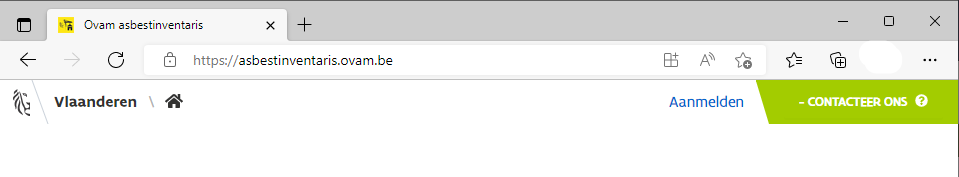 Ovam asbestinventaris
https://asbestinventaris.ovam.be
Vlaanderen \ Aanmelden - CONTACTEER ONS ?